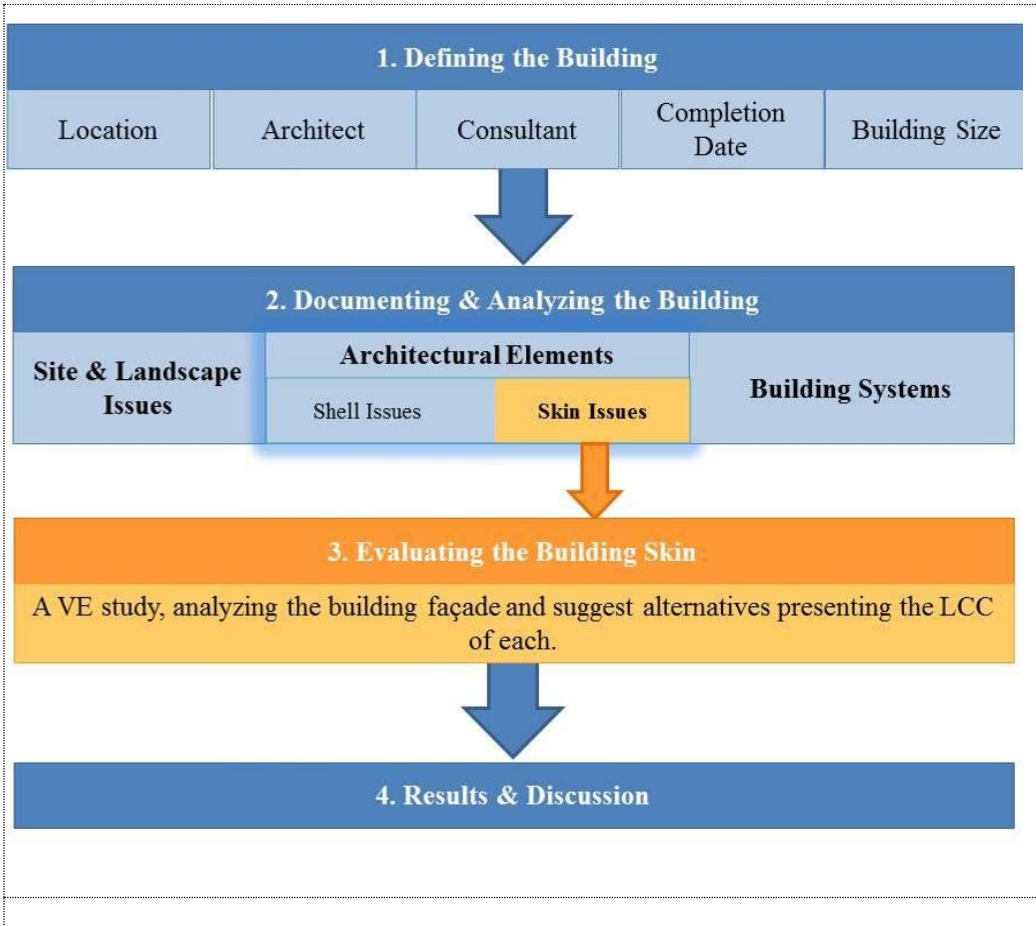 1. Defining the Building
Location
Architect
Consultant
Completion
Date
Building Size
2. Documenting & Analyzing the Building
Site & Landscape
Issues
Architectural Elements
Shell Issues
Skin Issues
Building Systems
3. Evaluating the Building Skin
A VE study, analyzing the building façade and suggest alternatives presenting the LCC
of each.
4. Results & Discussion